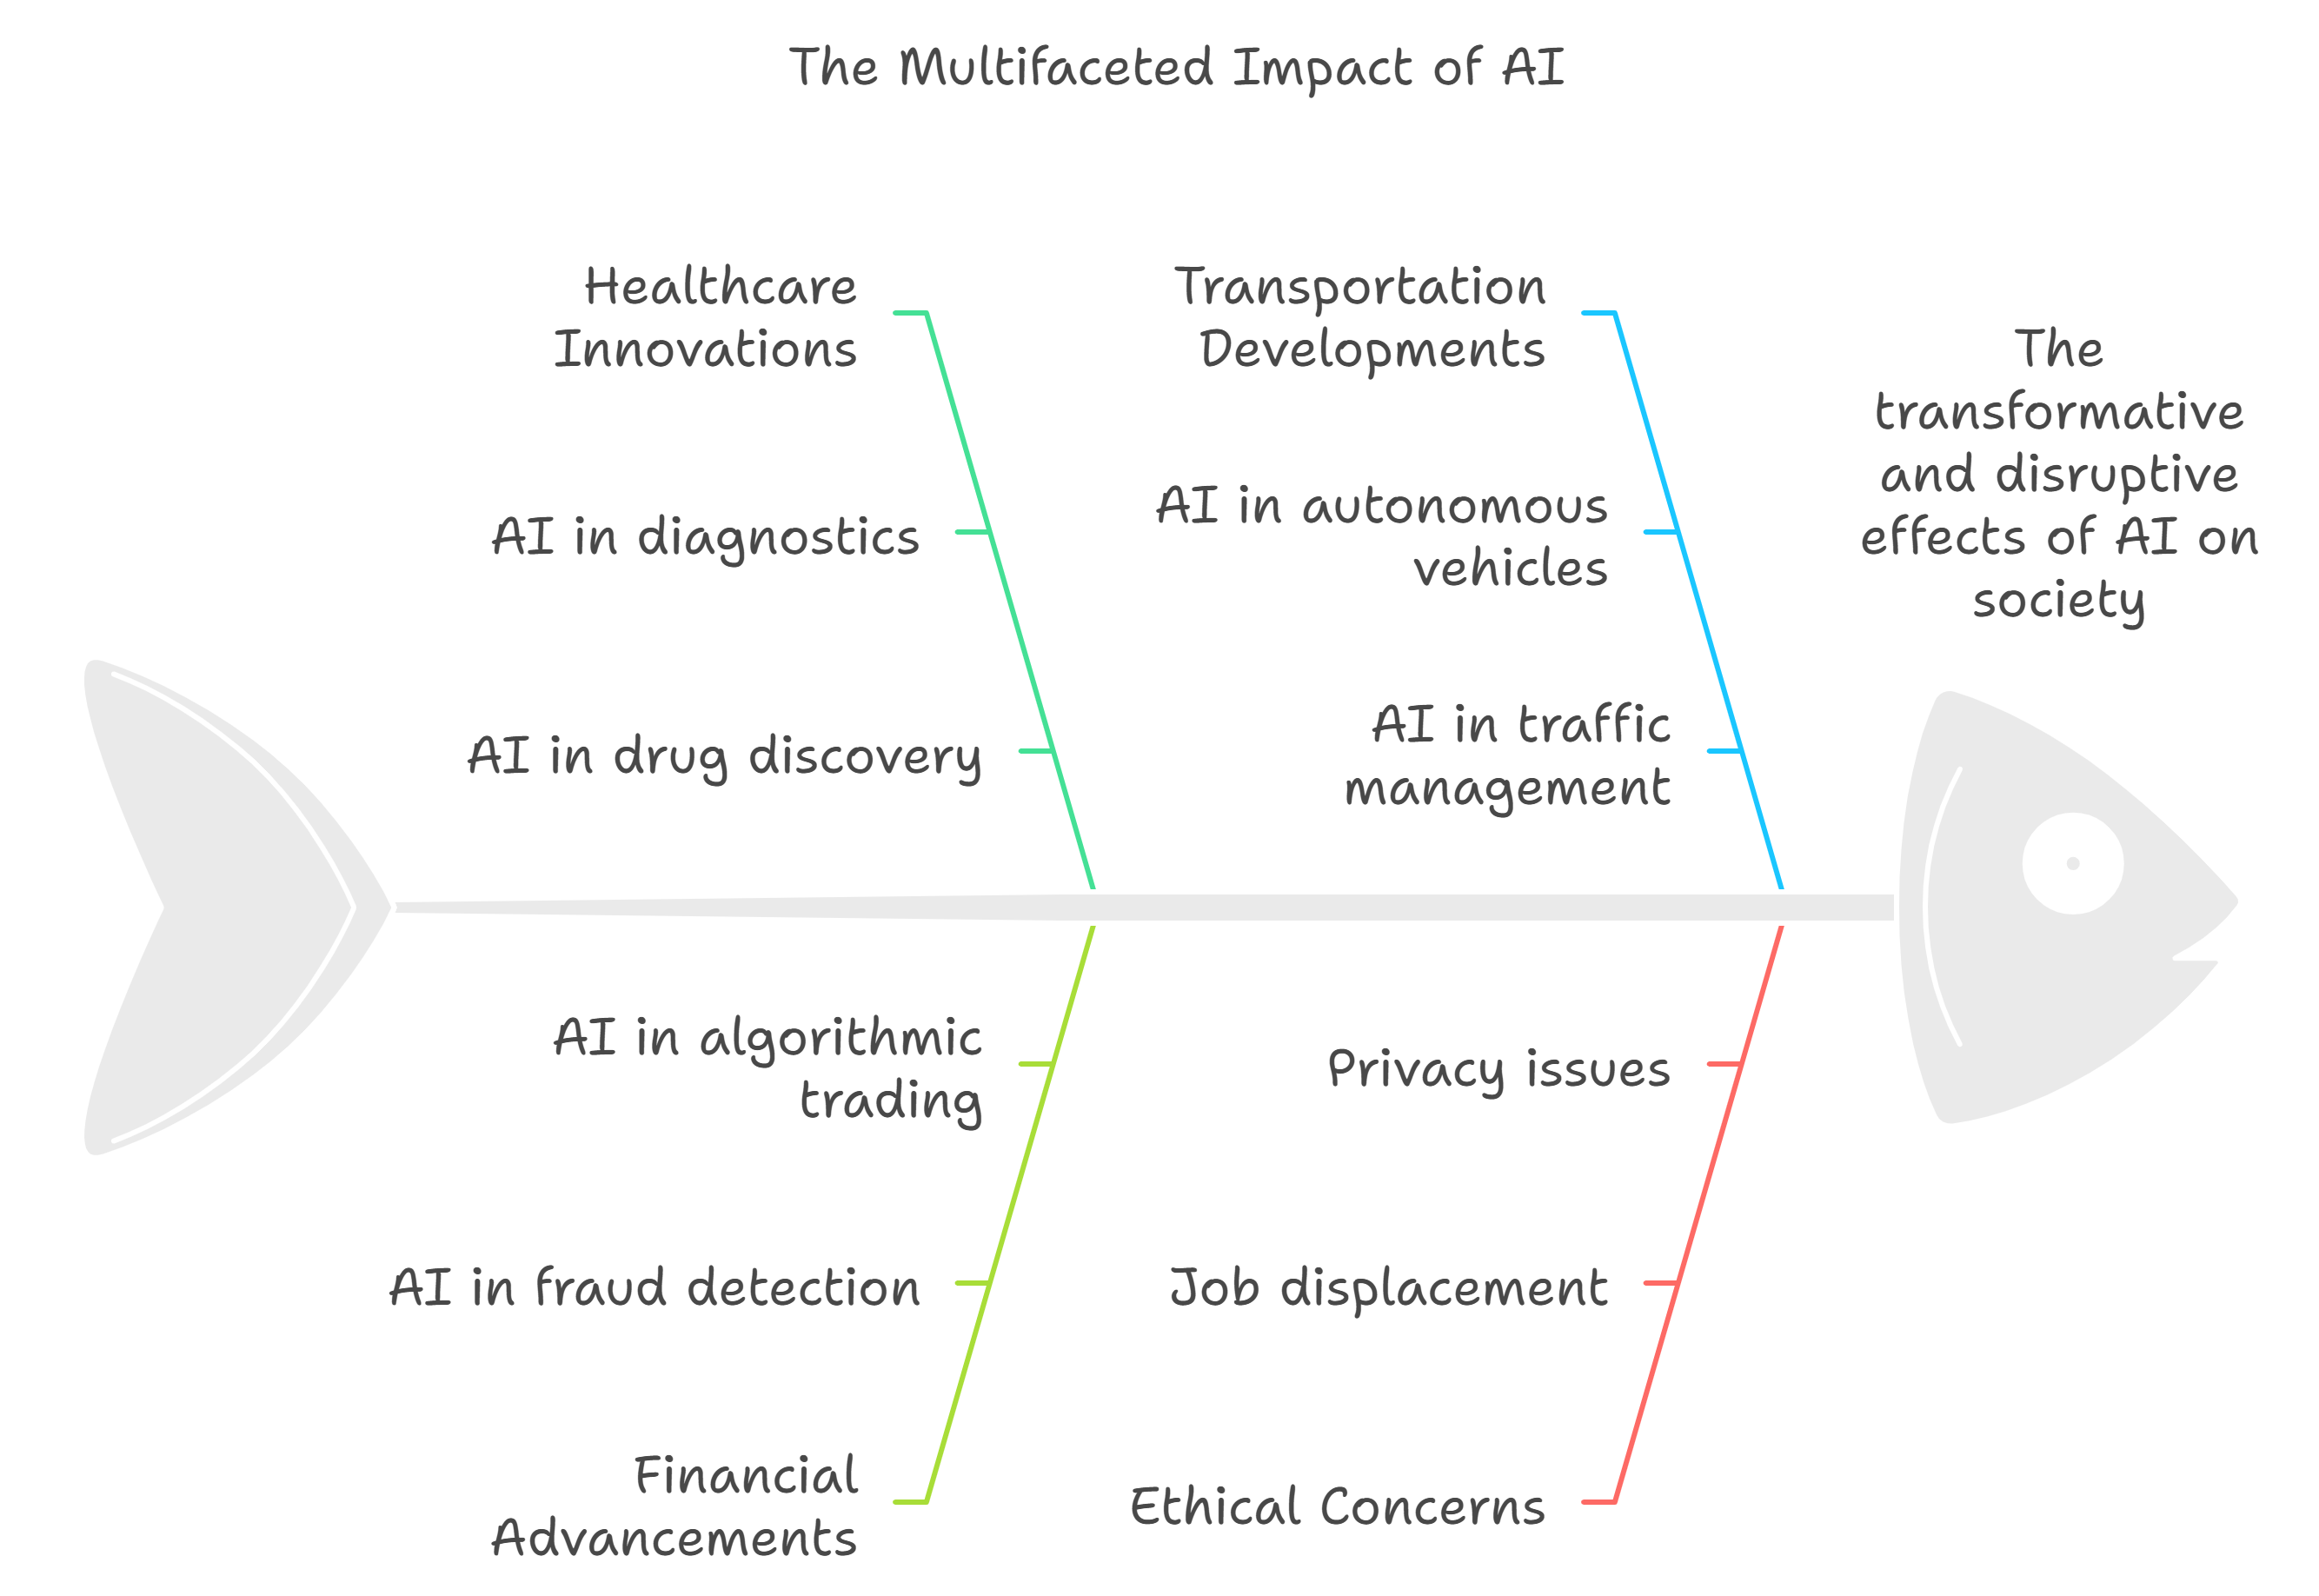 The Multifaceted Impact of AI
Healthcare
Innovations
AI in diagnostics
AI in drug discovery
Transportation
Developments
AI in autonomous
vehicles
AI in traffic
management
The
transformative
and disruptive
effects of AI on
society
AI in algorithmic
trading
AI in fraud detection
Financial
Advancements
Privacy issues
Job displacement
Ethical Concerns